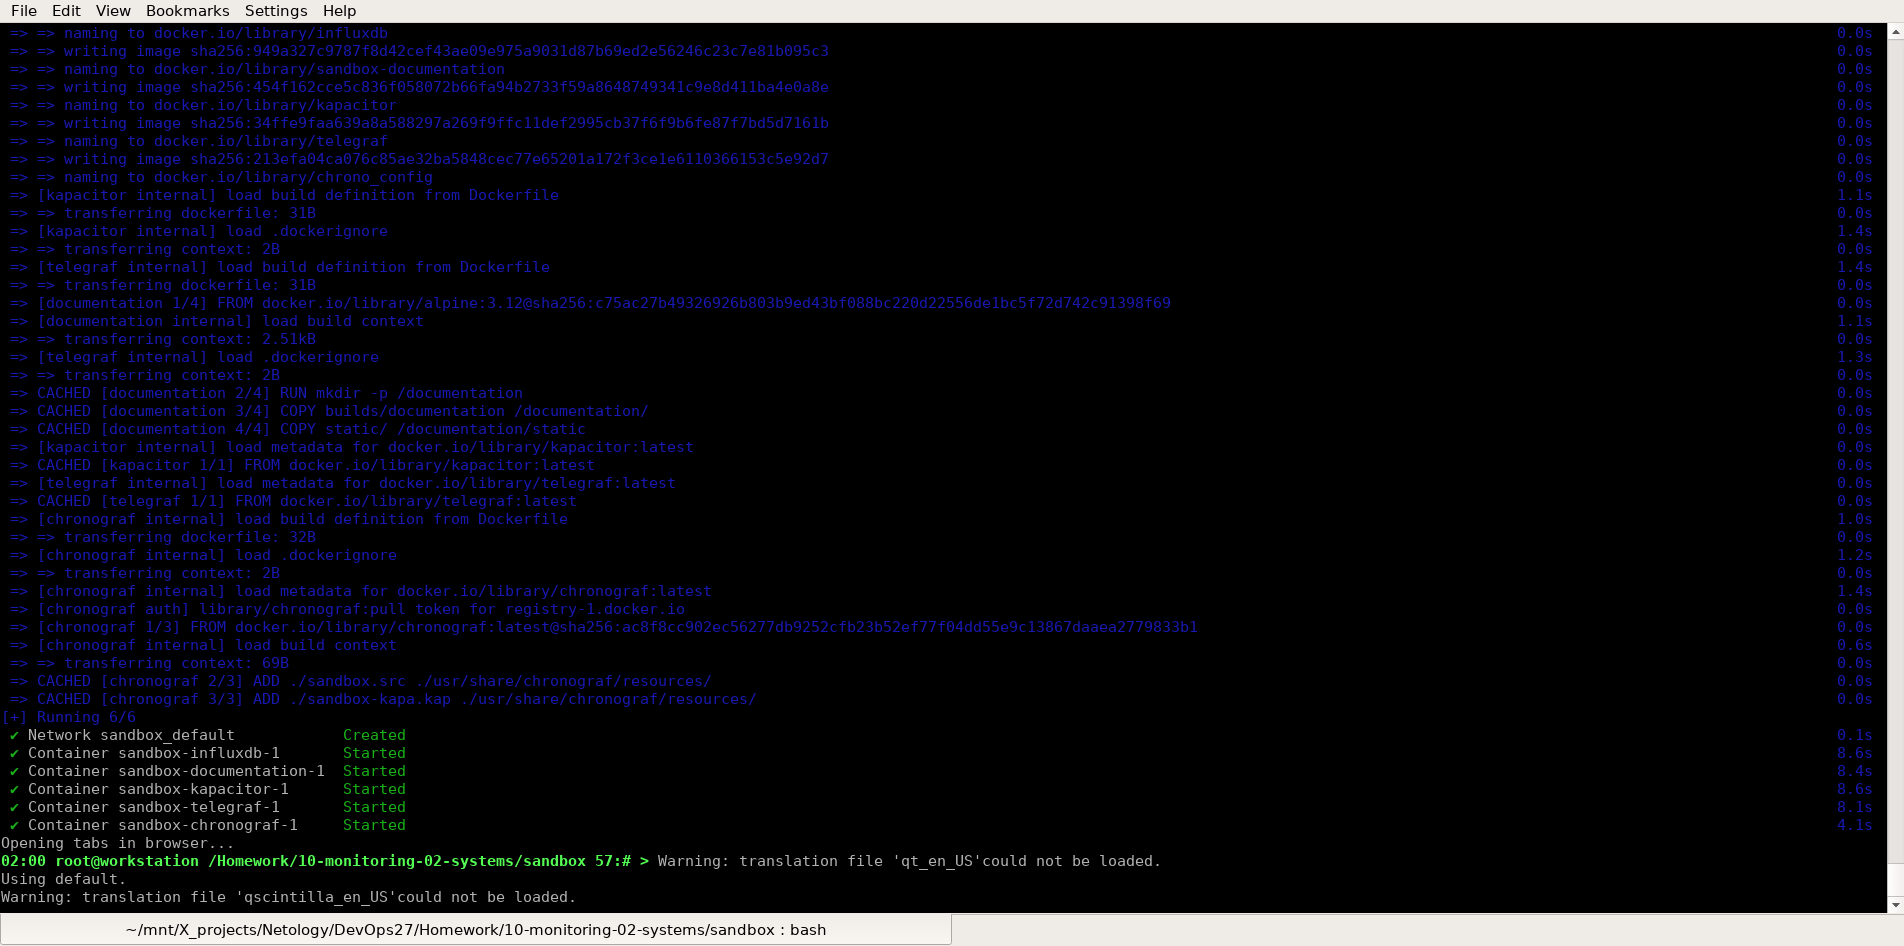 File Edit View Bookmarks Settings Help
=> => naming to docker.io/library/influxdb 0.0s
=> => writing image sha256:949a327c9787f8d42cef43ae09e975a9031d87b69ed2e56246c23c7e81b095c3 0.0s
=> => naming to docker.io/library/sandbox-documentation 0.0s
=> => writing image sha256:454f162cce5c836f058072b66fa94b2733f59a8648749341c9e8d411ba4e0a8e 0.0s
=> => naming to docker.io/library/kapacitor 0.0s
=> => writing image sha256:34ffe9faa639a8a588297a269f9ffc11def2995cb37f6f9b6fe87f7bd5d7161b 0.0s
=> => naming to docker.io/library/telegraf 0.0s
=> => writing image sha256:213efa04ca076c85ae32ba5848cec77e65201a172f3ce1e6110366153c5e92d7 0.0s
=> => naming to docker.io/library/chrono_config 0.0s
=> [kapacitor internal] load build definition from Dockerfile 1.1s
=> => transferring dockerfile: 31B 0.0s
=> [kapacitor internal] load .dockerignore 1.4s
=> => transferring context: 2B 0.0s
=> [telegraf internal] load build definition from Dockerfile 1.4s
=> => transferring dockerfile: 31B 0.0s
=> [documentation 1/4] FROM docker.io/library/alpine:3.12@sha256:c75ac27b49326926b803b9ed43bf088bc220d22556de1bc5f72d742c91398f69 0.0s
=> [documentation internal] load build context 1.1s
=> => transferring context: 2.51kB 0.0s
=> [telegraf internal] load .dockerignore 1.3s
=> => transferring context: 2B 0.0s
=> CACHED [documentation 2/4] RUN mkdir -p /documentation 0.0s
=> CACHED [documentation 3/4] COPY builds/documentation /documentation/ 0.0s
=> CACHED [documentation 4/4] COPY static/ /documentation/static 0.0s
=> [kapacitor internal] load metadata for docker.io/library/kapacitor:latest 0.0s
=> CACHED [kapacitor 1/1] FROM docker.io/library/kapacitor:latest 0.0s
=> [telegraf internal] load metadata for docker.io/library/telegraf:latest 0.0s
=> CACHED [telegraf 1/1] FROM docker.io/library/telegraf:latest 0.0s
=> [chronograf internal] load build definition from Dockerfile 1.0s
=> => transferring dockerfile: 32B 0.0s
=> [chronograf internal] load .dockerignore 1.2s
=> => transferring context: 2B 0.0s
=> [chronograf internal] load metadata for docker.io/library/chronograf:latest 1.4s
=> [chronograf auth] library/chronograf:pull token for registry-1.docker.io 0.0s
=> [chronograf 1/3] FROM docker.io/library/chronograf:latest@sha256:ac8f8cc902ec56277db9252cfb23b52ef77f04dd55e9c13867daaea2779833b1 0.0s
=> [chronograf internal] load build context 0.6s
=> => transferring context: 69B 0.0s
=> CACHED [chronograf 2/3] ADD ./sandbox.src ./usr/share/chronograf/resources/ 0.0s
=> CACHED [chronograf 3/3] ADD ./sandbox-kapa.kap ./usr/share/chronograf/resources/ 0.0s
[+] Running 6/6
✔ Network sandbox_default Created 0.1s
✔ Container sandbox-influxdb-1 Started 8.6s
✔ Container sandbox-documentation-1 Started 8.4s
✔ Container sandbox-kapacitor-1 Started 8.6s
✔ Container sandbox-telegraf-1 Started 8.1s
✔ Container sandbox-chronograf-1 Started 4.1s
Opening tabs in browser...
02:00 root@workstation /Homework/10-monitoring-02-systems/sandbox 57:# > Warning: translation file 'qt_en_US'could not be loaded.
Using default.
Warning: translation file 'qscintilla_en_US'could not be loaded.
~/mnt/X_projects/Netology/DevOps27/Homework/10-monitoring-02-systems/sandbox : bash